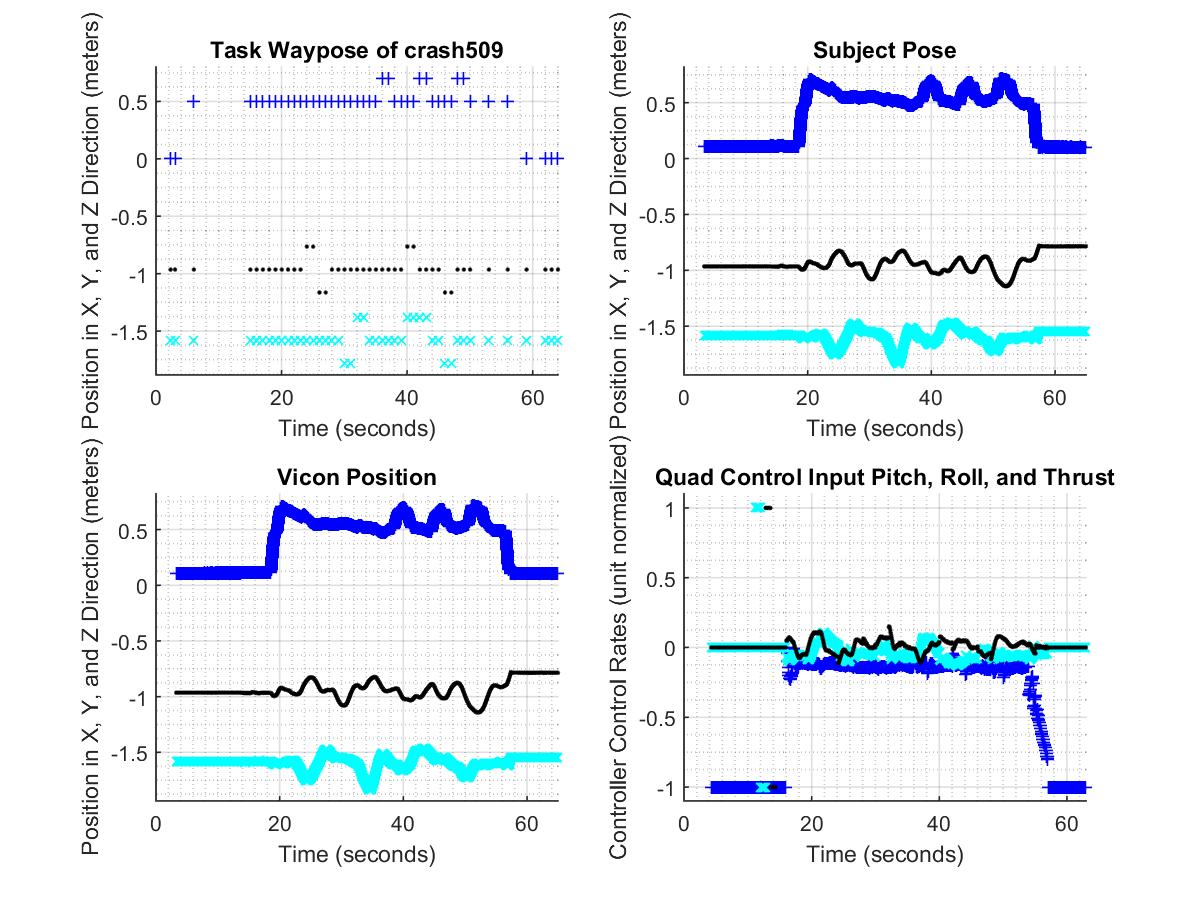 Task Waypose of crash509
Position in X, Y, and Z Direction (meters)
0.5
0
-0.5
-1
-1.5
0 20 40 60
Time (seconds)
Subject Pose
Position in X, Y, and Z Direction (meters)
0.5
0
-0.5
-1
-1.5
0 20 40 60
Time (seconds)
Vicon Position
Position in X, Y, and Z Direction (meters)
0.5
0
-0.5
-1
-1.5
0 20 40 60
Time (seconds)
Quad Control Input Pitch, Roll, and Thrust
Controller Control Rates (unit normalized)
1
0.5
0
-0.5
-1
0 20 40 60
Time (seconds)